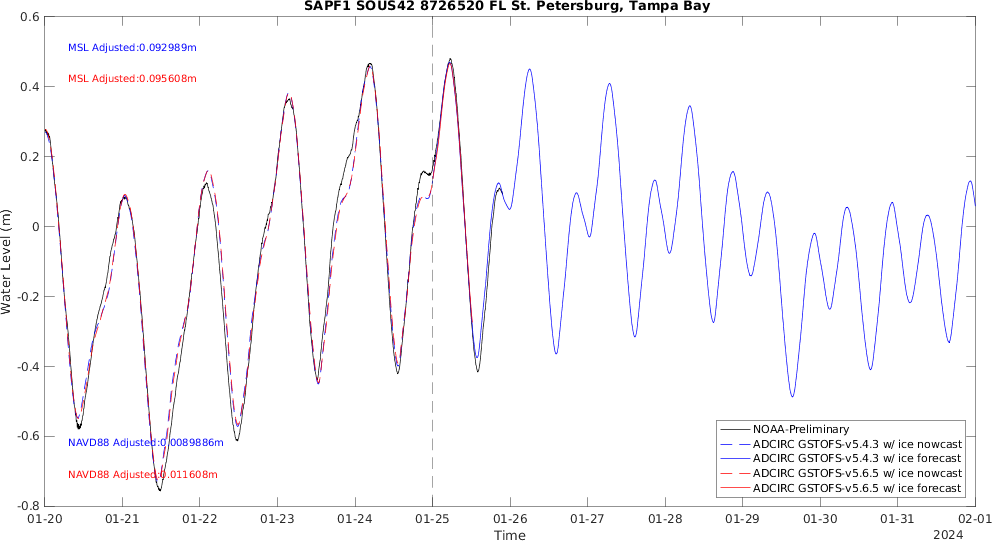 SAPF1 SOUS42 8726520 FL St. Petersburg, Tampa Bay
0.6
MSL Adjusted:0.092989m
MSL Adjusted:0.095608m
0.4
0.2
0
Water Level (m)
-0.2
-0.4
-0.6
NAVD88 Adjusted:0.0089886m
NAVD88 Adjusted:0.011608m
NOAA-Preliminary
ADCIRC GSTOFS-v5.4.3 w/ ice nowcast
ADCIRC GSTOFS-v5.4.3 w/ ice forecast
ADCIRC GSTOFS-v5.6.5 w/ ice nowcast
ADCIRC GSTOFS-v5.6.5 w/ ice forecast
-0.8
01-20 01-21 01-22 01-23 01-24 01-25 01-26 01-27 01-28 01-29 01-30 01-31 02-01
Time
2024